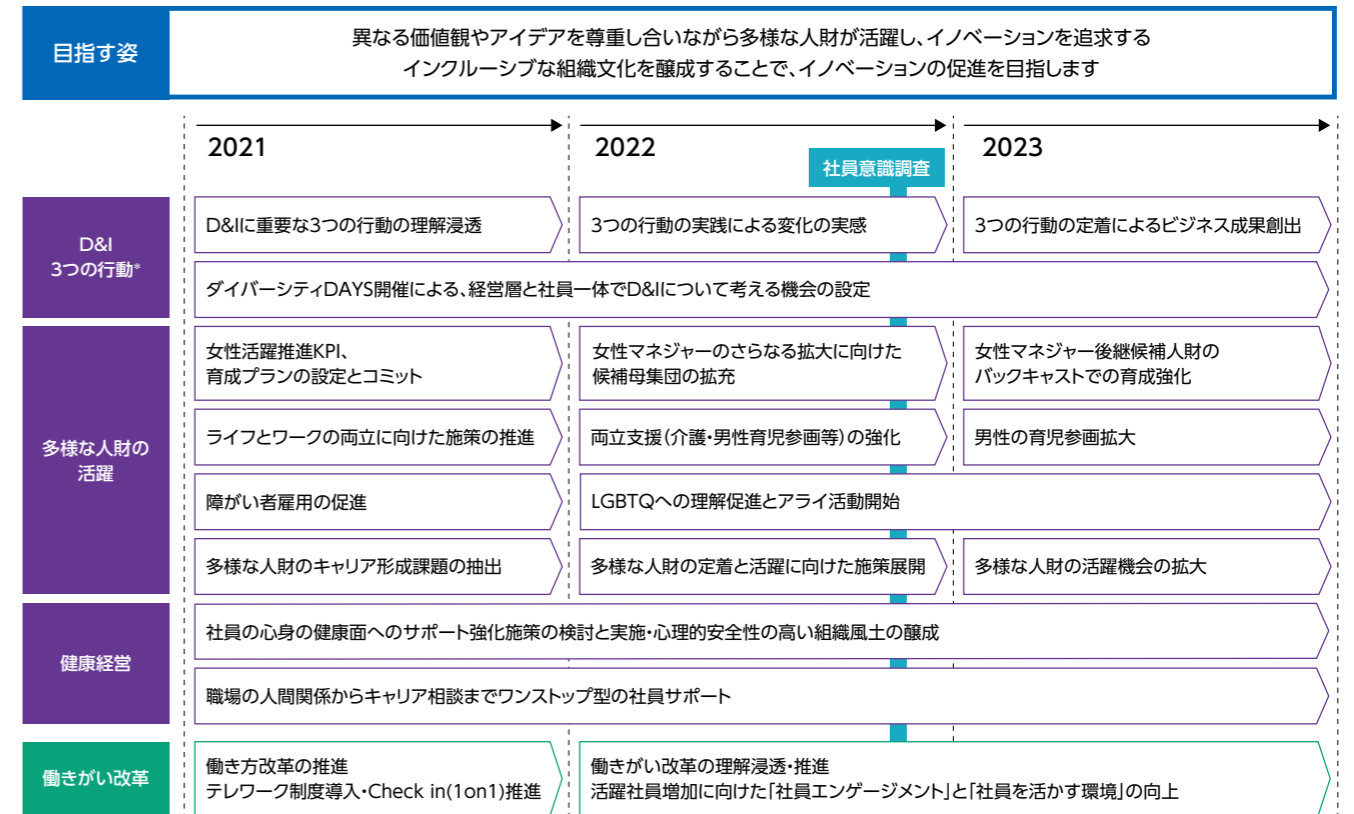 目指す姿
異なる価値観やアイデアを尊重し合いながら多様な人財が活躍し、イノベーションを追求する
インクルーシブな組織文化を醸成することで、イノベーションの促進を目指します
2021
2022
2023
社員意識調査
D&I
3つの行動*
D&Iに重要な3つの行動の理解浸透
3つの行動の実践による変化の実感
3つの行動の定着によるビジネス成果創出
ダイバーシティDAYS開催による、経営層と社員一体でD&Iについて考える機会の設定
多様な人財の
活躍
女性活躍推進KPI、
育成プランの設定とコミット
女性マネジャーのさらなる拡大に向けた
候補母集団の拡充
女性マネジャー後継候補人財の
バックキャストでの育成強化
ライフとワークの両立に向けた施策の推進
両立支援(介護・男性育児参画等)の強化
男性の育児参画拡大
障がい者雇用の促進
LGBTQへの理解促進とアライ活動開始
多様な人財のキャリア形成課題の抽出
多様な人財の定着と活躍に向けた施策展開
多様な人財の活躍機会の拡大
健康経営
社員の心身の健康面へのサポート強化施策の検討と実施・心理的安全性の高い組織風土の醸成
職場の人間関係からキャリア相談までワンストップ型の社員サポート
働きがい改革
働き方改革の推進
テレワーク制度導入・Check in(1on1)推進
働きがい改革の理解浸透・推進
活躍社員増加に向けた「社員エンゲージメント」と「社員を活かす環境」の向上